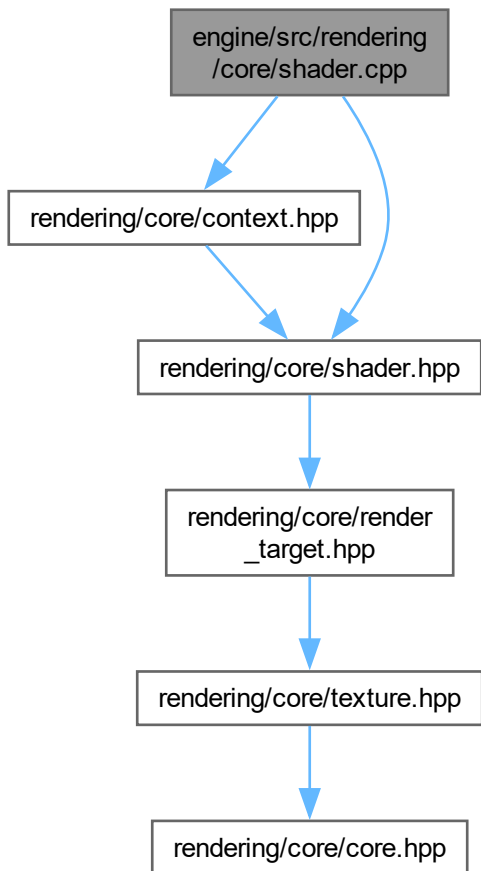 engine/src/rendering
/core/shader.cpp
rendering/core/context.hpp
rendering/core/shader.hpp
rendering/core/render
_target.hpp
rendering/core/texture.hpp
rendering/core/core.hpp